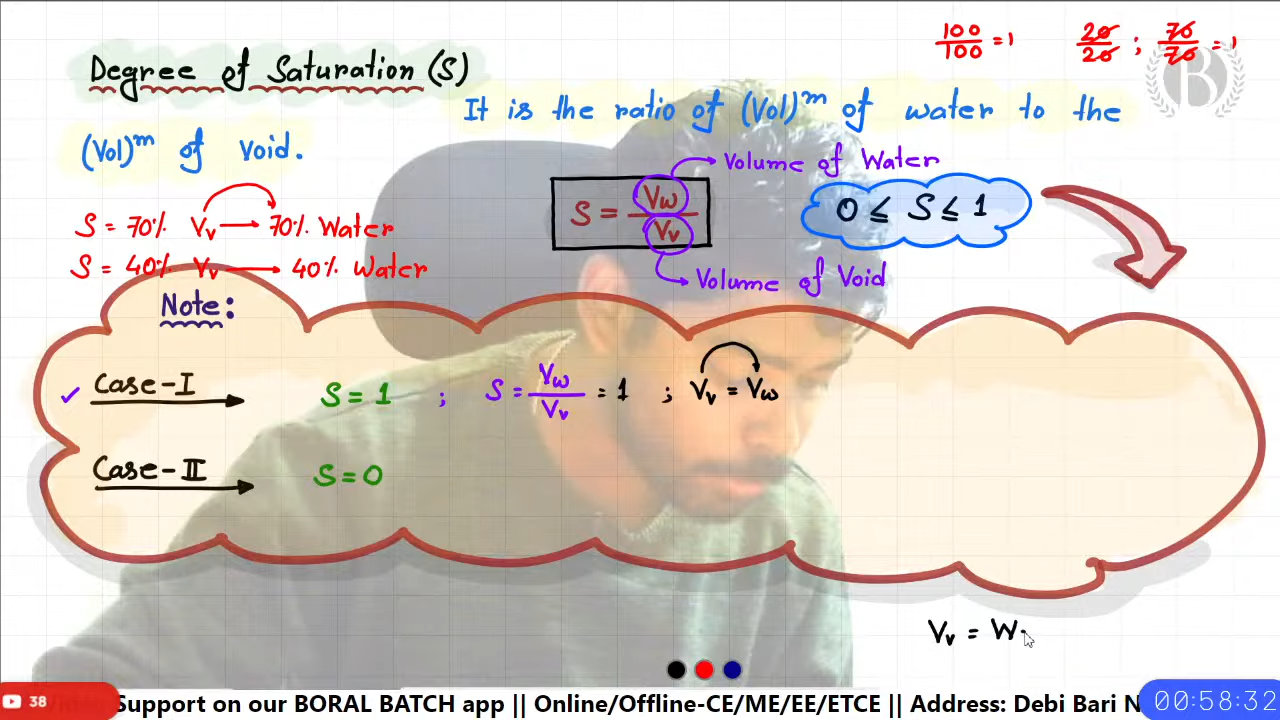 100/100 = 1 20/20 ; 70/70 = 1
Degree of Saturation (S)
It is the ratio of (Vol)ᵐ of water to the
(Vol)ᵐ of Void.
Volume of Water
S = Vw/Vv
0 ≤ S ≤ 1
Volume of Void
S = 70% Vv → 70% Water
S = 40% Vv → 40% Water
Note:
✓ Case-I → S = 1 ; S = Vw/Vv = 1 ; Vv = Vw
Case-II → S = 0
Vv = W
B
38
Support on our BORAL BATCH app || Online/Offline-CE/ME/EE/ETCE || Address: Debi Bari N
00:58:32